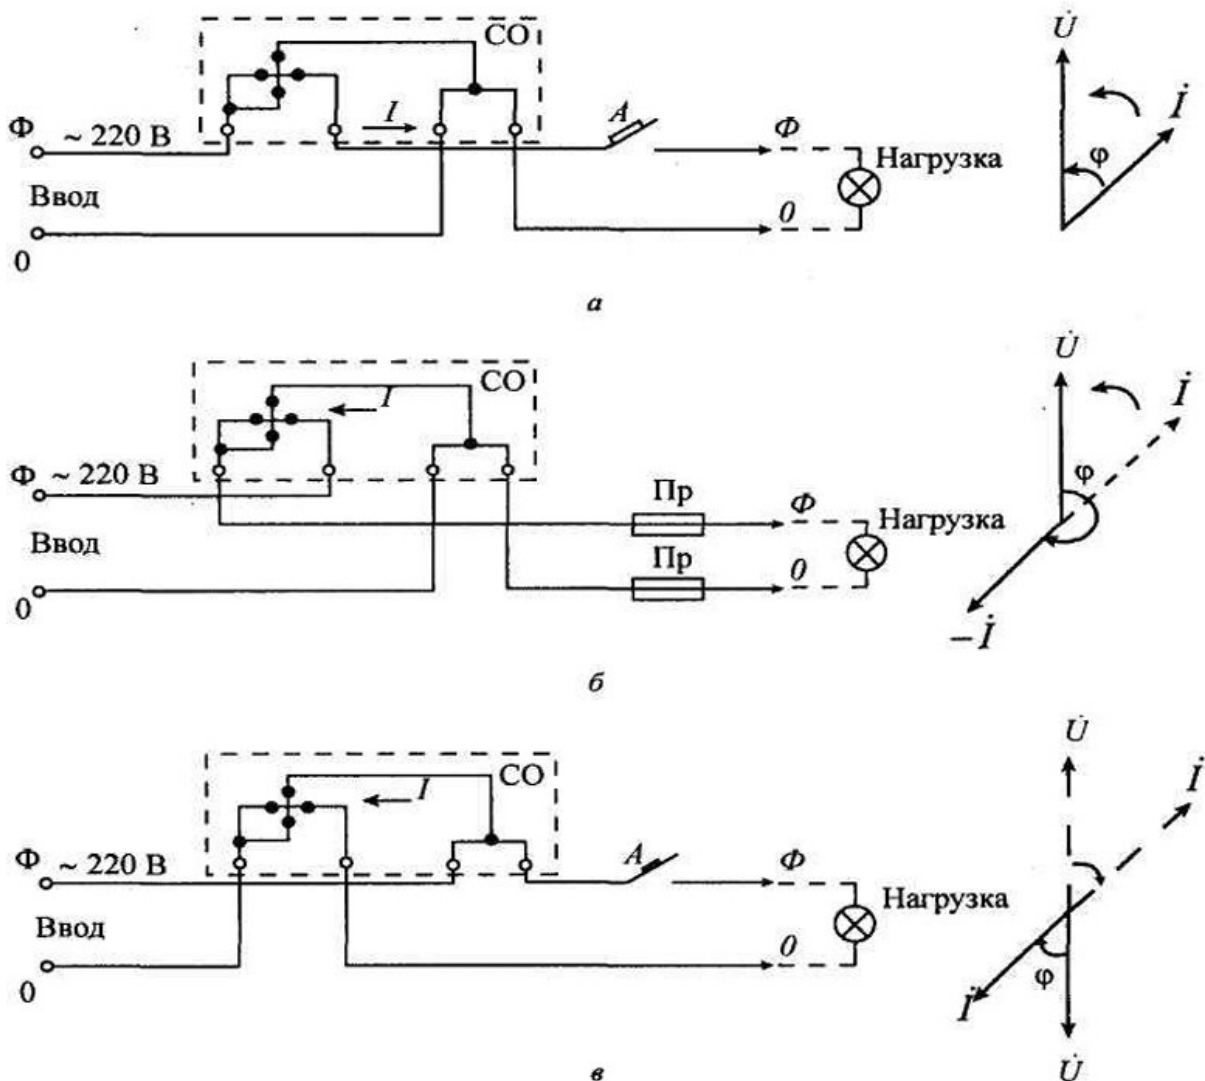 СО
U̇
İ
I
А
Ф
~ 220 В
Ф
φ
Нагрузка
Ввод
0
0
а
СО
U̇
I
İ
Ф
~ 220 В
Пр
Ф
φ
Нагрузка
Ввод
Пр
0
0
– İ
б
СО
U̇
I
İ
Ф
~ 220 В
А
Ф
Нагрузка
Ввод
0
0
φ
İ
U̇
в